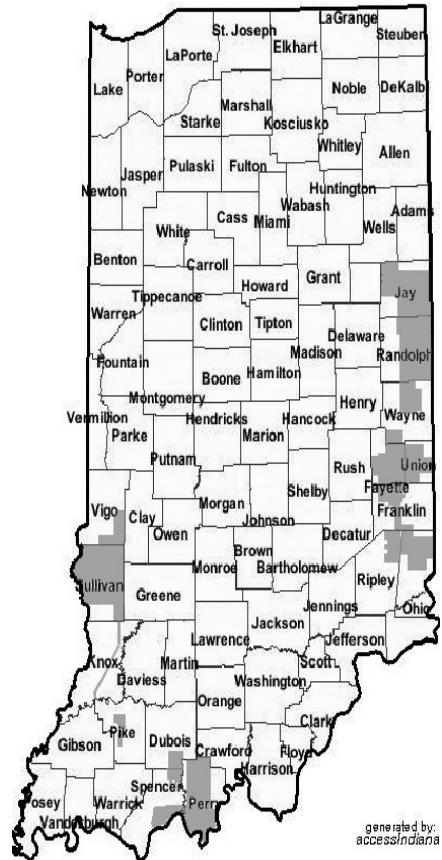 LaGrange
St. Joseph Elkhart Steuben
LaPorte
Porter
Lake Noble DeKalb
Marshall
Starke Kosciusko
Whitley Allen
Jasper Pulaski Fulton
Newton Huntington
Wabash Adams
Cass Miami Wells
White
Benton Carroll
Grant
Howard Jay
Tippecanoe
Warren Clinton Tipton
Delaware
Madison Randolph
Fountain
Boone Hamilton
Montgomery Henry
Vermillion Hendricks Hancock Wayne
Parke Marion
Putnam Rush Union
Shelby Fayette
Vigo Morgan Franklin
Clay Johnson
Owen Decatur
Brown
Monroe Bartholomew
Sullivan Ripley
Greene Jennings Ohio
Jackson
Lawrence Jefferson
Knox Martin Scott
Daviess Washington
Orange
Clark
Pike Dubois
Gibson Crawford Floyd
Harrison
Spencer
Posey Warrick Perry
Vanderburgh
generated by:
accessIndiana